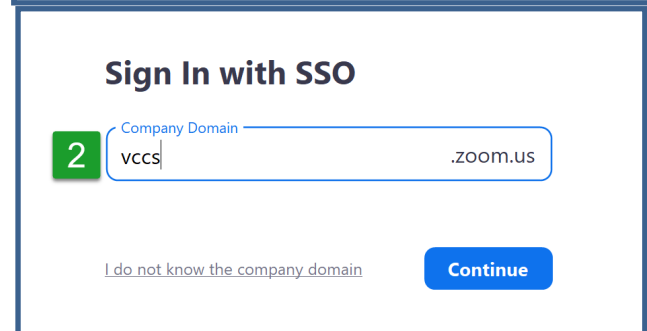 Sign In with SSO
Company Domain
2
vccs .zoom.us
I do not know the company domain
Continue